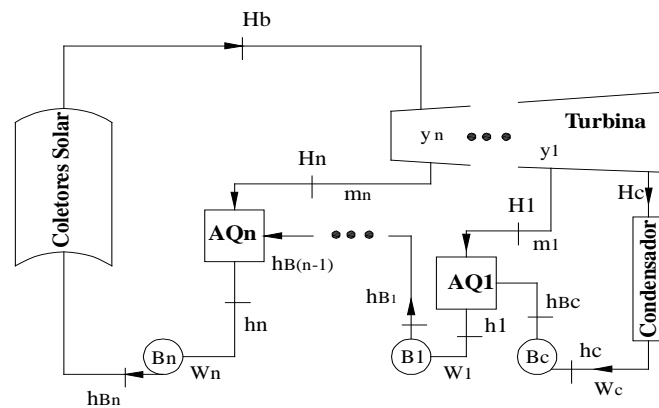 Hb
Coletores Solar
yn
Turbina
y1
Hn
mn
Hc
H1
m1
AQn
hB(n-1)
hB1
AQ1
hBc
Condensador
hn
h1
hc
Bn
Wn
B1
W1
Bc
Wc
hBn